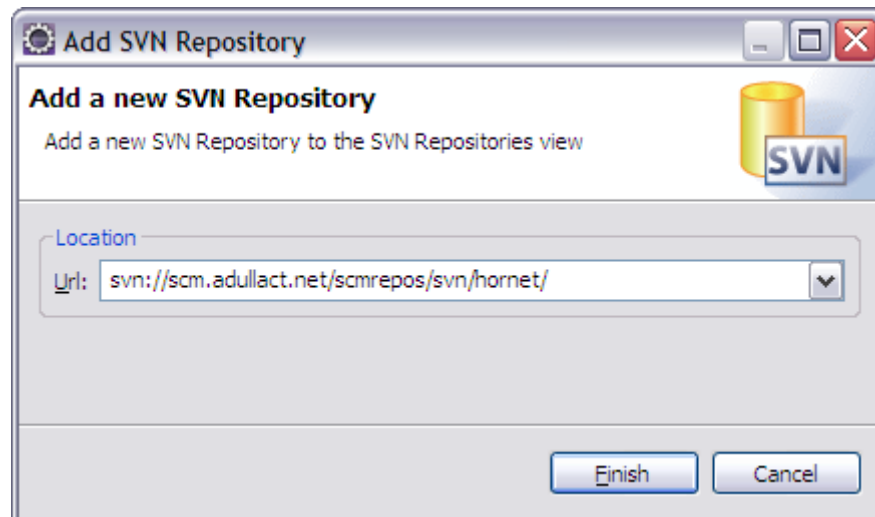 Add SVN Repository
Add a new SVN Repository
Add a new SVN Repository to the SVN Repositories view
SVN
Location
Url: svn://scm.adullact.net/scmrepos/svn/hornet/
Finish Cancel